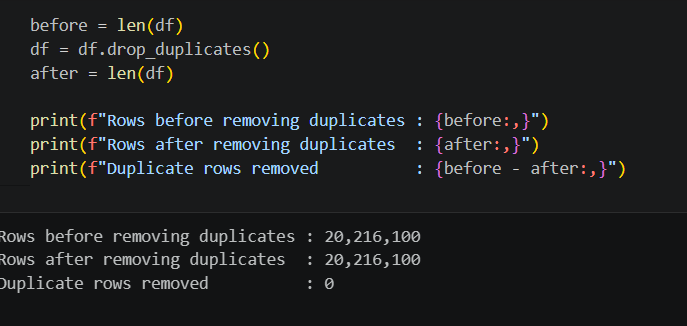 before = len(df)
df = df.drop_duplicates()
after = len(df)
print(f"Rows before removing duplicates : {before:,}")
print(f"Rows after removing duplicates  : {after:,}")
print(f"Duplicate rows removed          : {before - after:,}")
Rows before removing duplicates : 20,216,100
Rows after removing duplicates  : 20,216,100
Duplicate rows removed          : 0